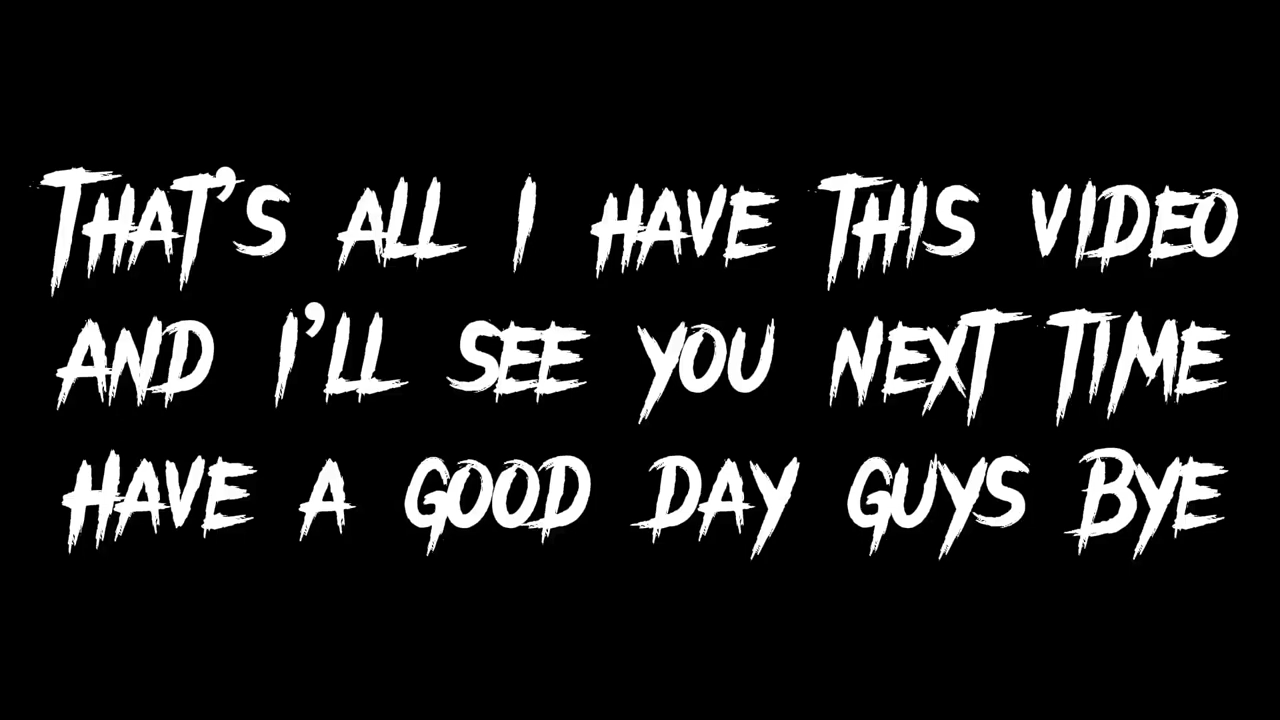 THAT'S ALL I HAVE THIS VIDEO
AND I'LL SEE YOU NEXT TIME
HAVE A GOOD DAY GUYS BYE